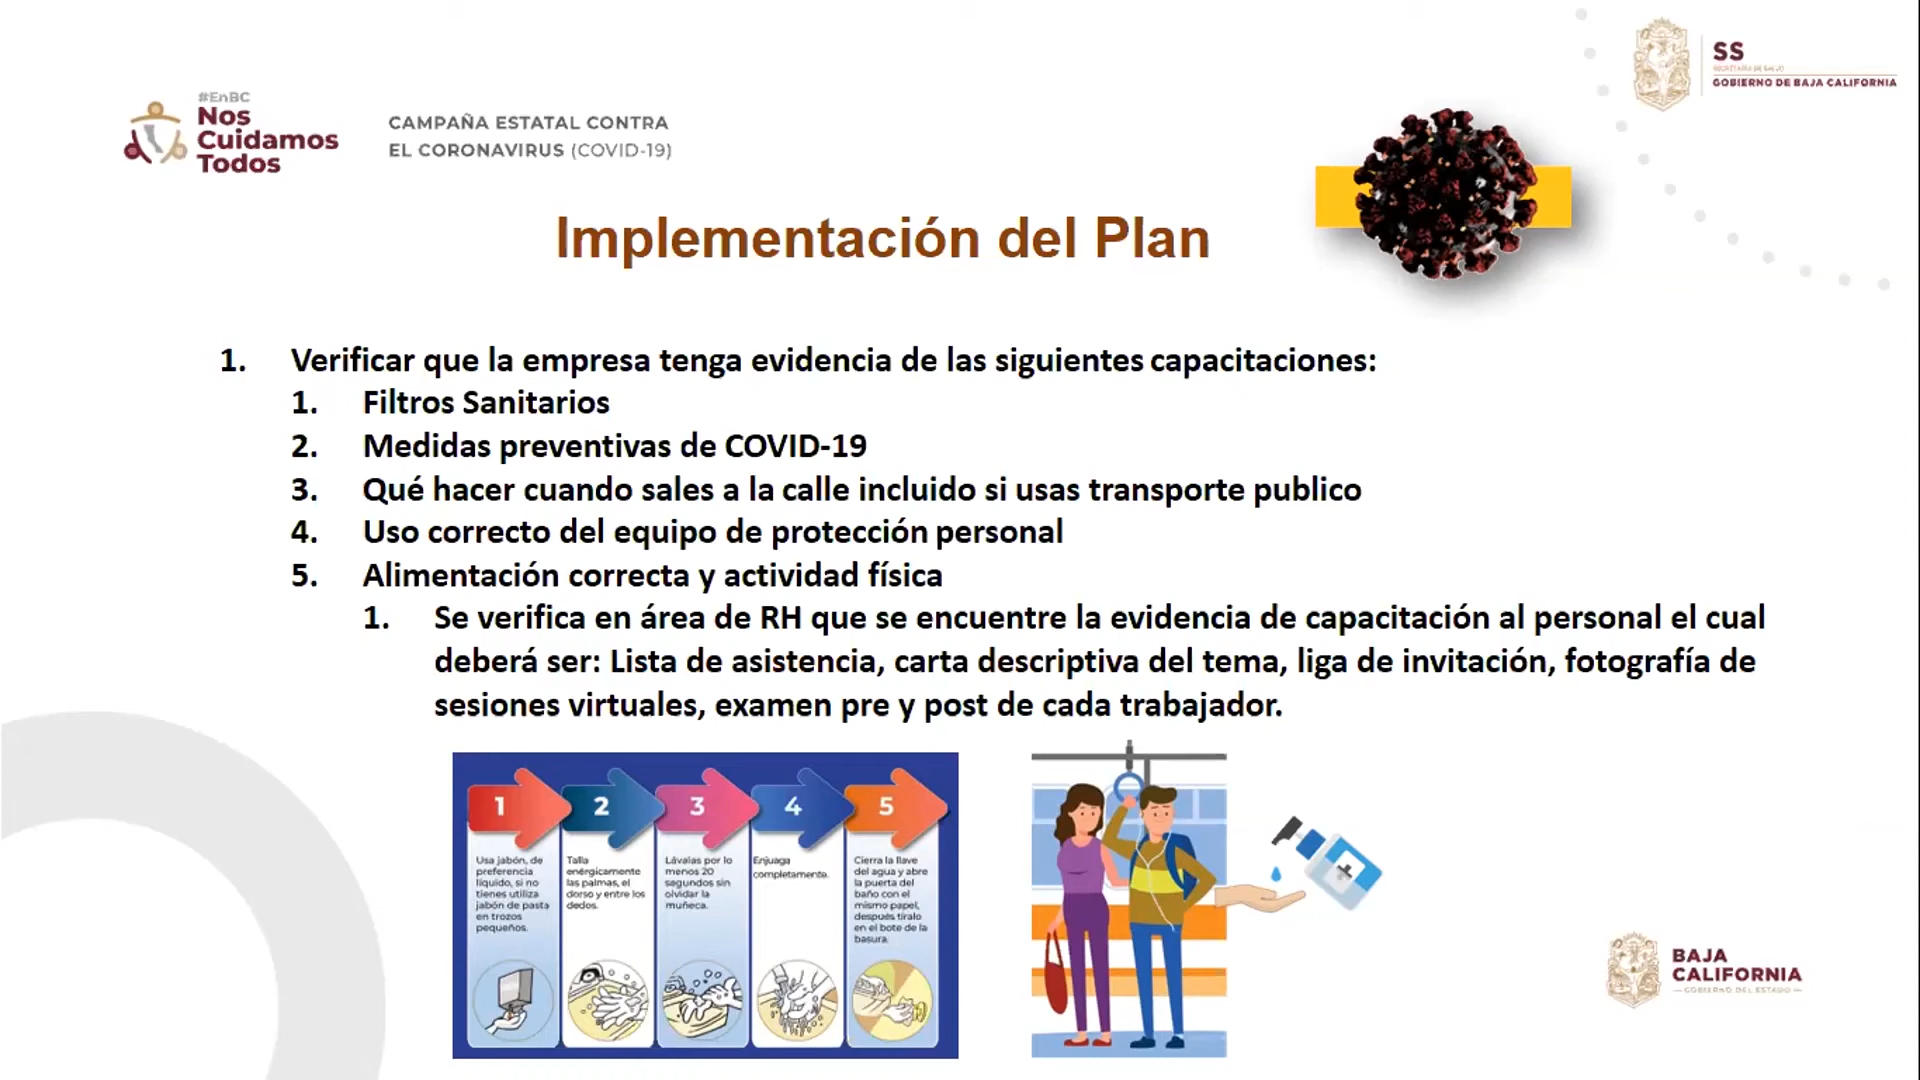 SS
SECRETARÍA DE SALUD
GOBIERNO DE BAJA CALIFORNIA
#EnBC
Nos
Cuidamos
Todos
CAMPAÑA ESTATAL CONTRA
EL CORONAVIRUS (COVID-19)
Implementación del Plan
1. Verificar que la empresa tenga evidencia de las siguientes capacitaciones:
1. Filtros Sanitarios
2. Medidas preventivas de COVID-19
3. Qué hacer cuando sales a la calle incluido si usas transporte publico
4. Uso correcto del equipo de protección personal
5. Alimentación correcta y actividad física
1. Se verifica en área de RH que se encuentre la evidencia de capacitación al personal el cual
deberá ser: Lista de asistencia, carta descriptiva del tema, liga de invitación, fotografía de
sesiones virtuales, examen pre y post de cada trabajador.
1
Usa jabón, de
preferencia
líquido, si no
tienes utiliza
jabón de pasta
en trozos
pequeños.
2
Talla
enérgicamente
las palmas, el
dorso y entre los
dedos.
3
Lávalas por lo
menos 20
segundos sin
olvidar la
muñeca.
4
Enjuaga
completamente.
5
Cierra la llave
del agua y abre
la puerta del
baño con el
mismo papel,
después tíralo
en el bote de la
basura.
BAJA
CALIFORNIA
GOBIERNO DEL ESTADO